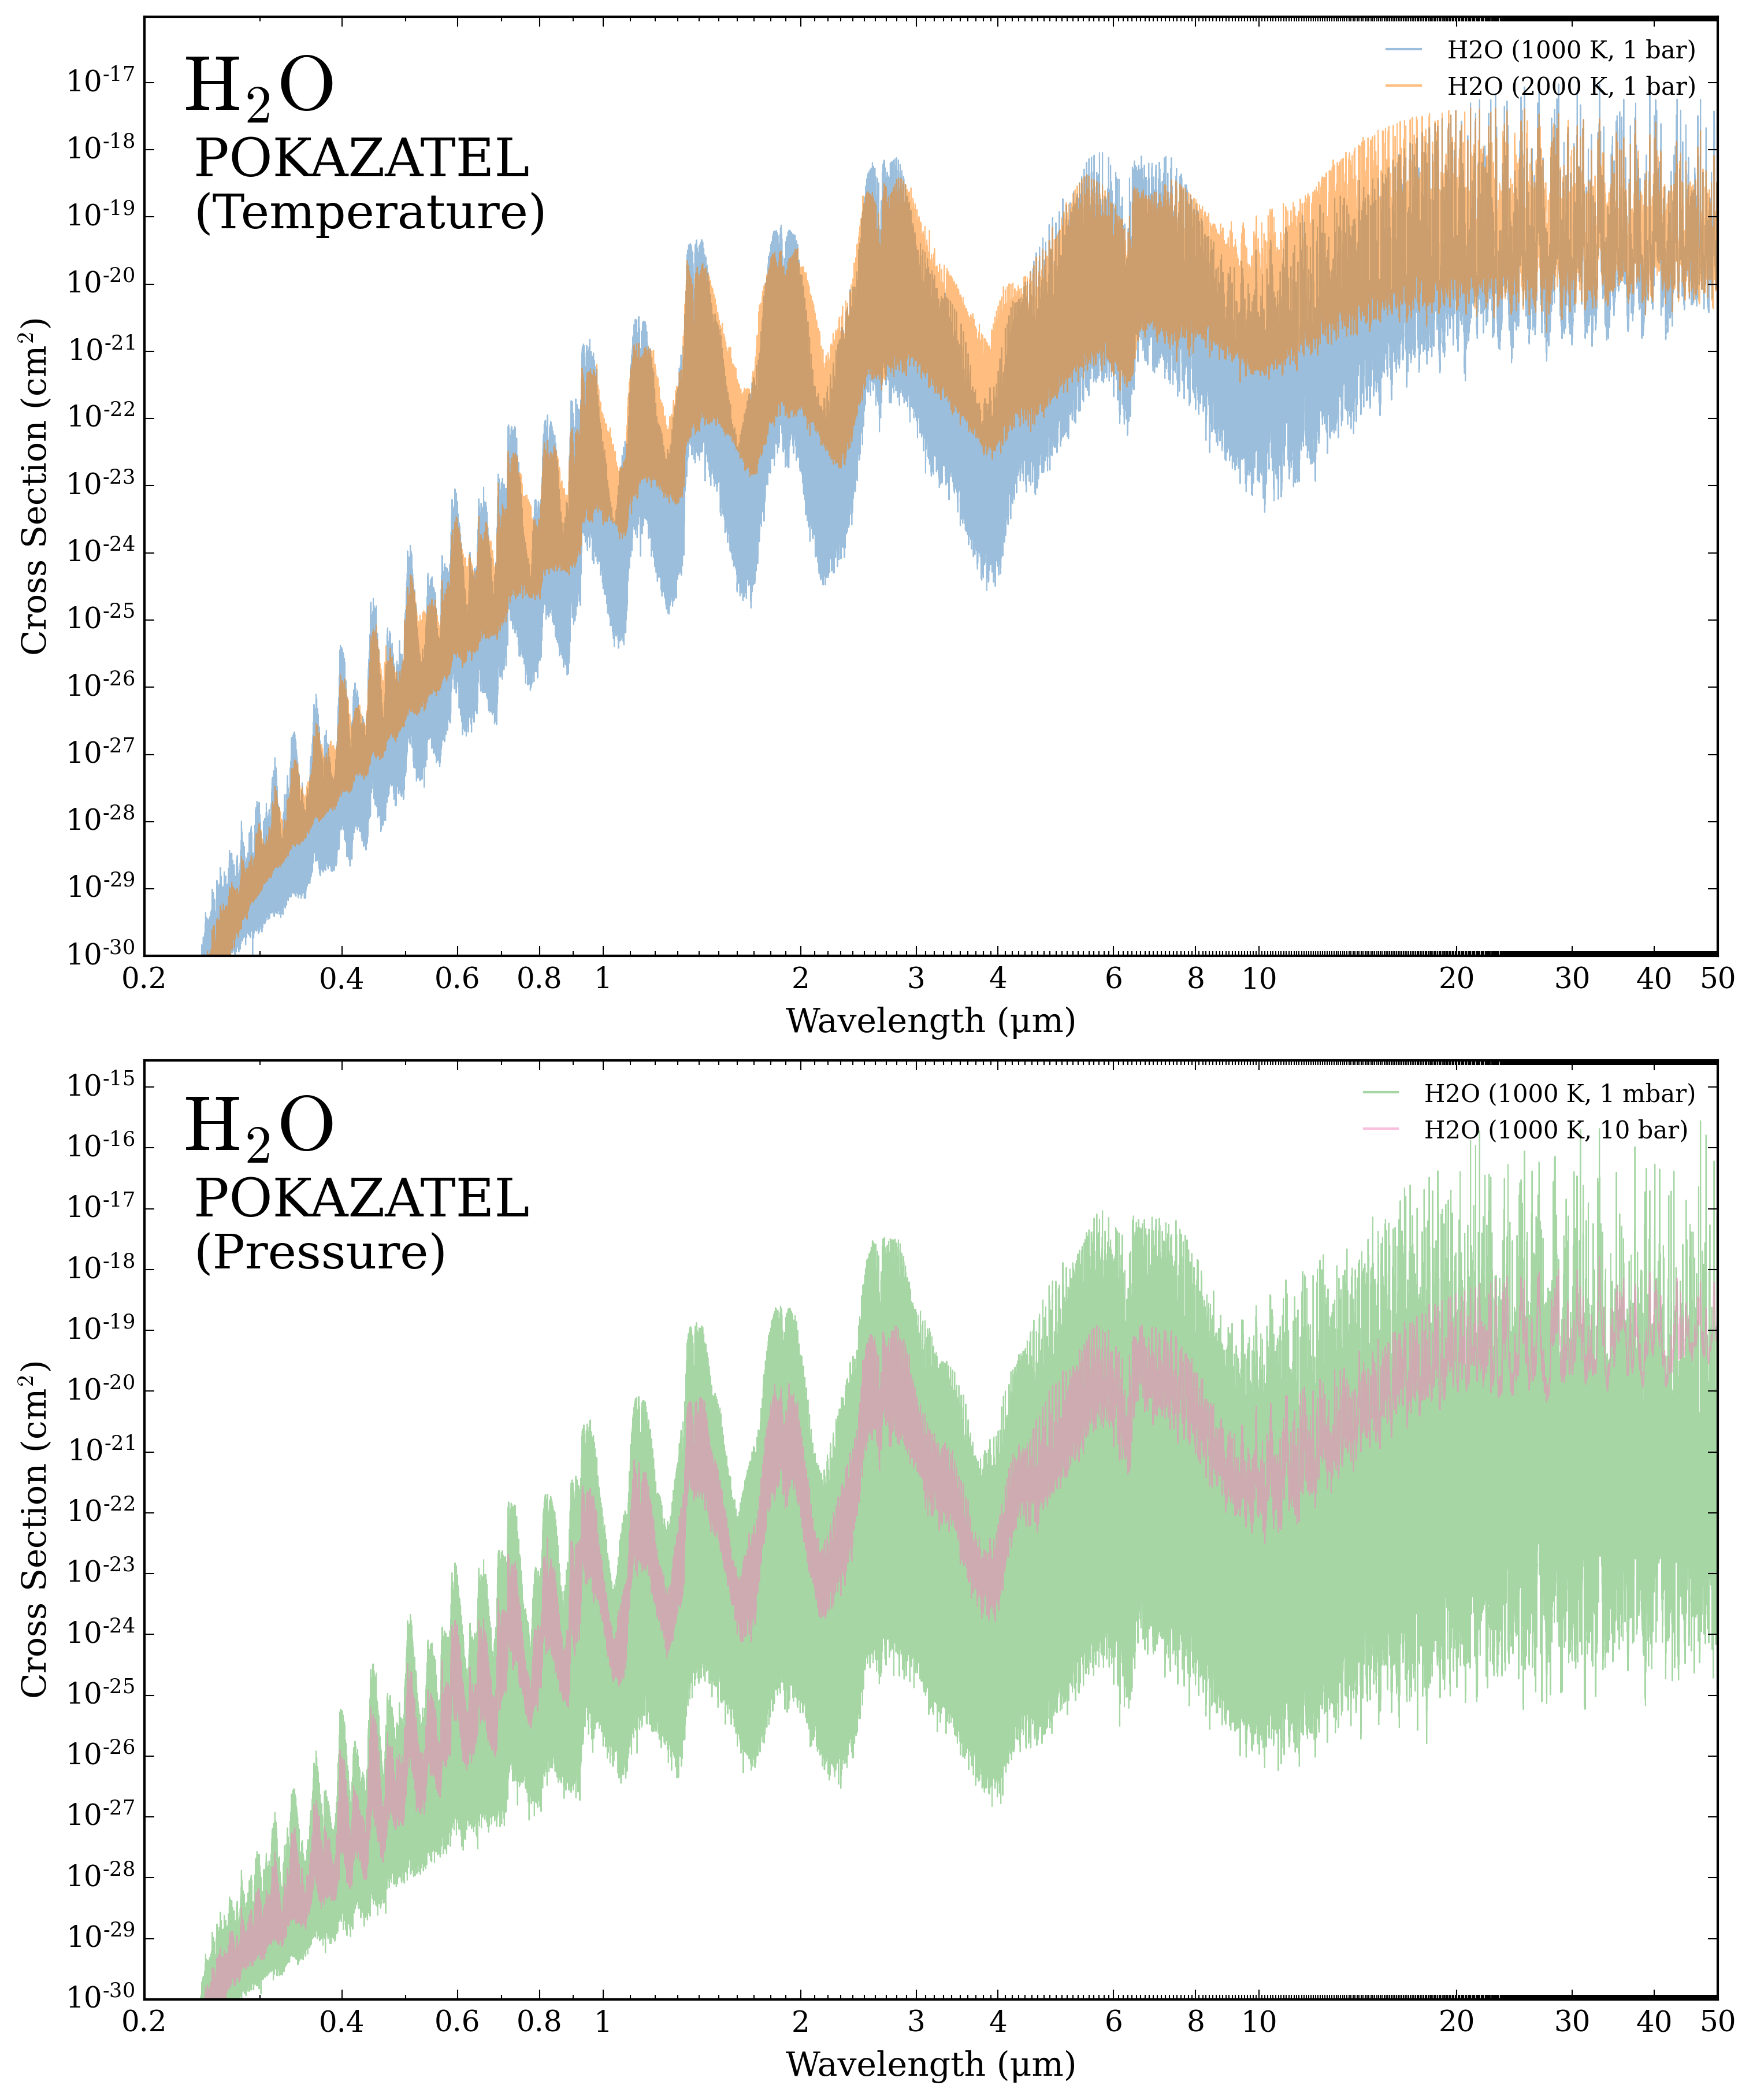 H₂O
POKAZATEL
(Temperature)
H2O (1000 K, 1 bar)
H2O (2000 K, 1 bar)
Cross Section (cm²)
10⁻¹⁷
10⁻¹⁸
10⁻¹⁹
10⁻²⁰
10⁻²¹
10⁻²²
10⁻²³
10⁻²⁴
10⁻²⁵
10⁻²⁶
10⁻²⁷
10⁻²⁸
10⁻²⁹
10⁻³⁰
0.2 0.4 0.6 0.8 1 2 3 4 6 8 10 20 30 40 50
Wavelength (μm)
H₂O
POKAZATEL
(Pressure)
H2O (1000 K, 1 mbar)
H2O (1000 K, 10 bar)
Cross Section (cm²)
10⁻¹⁵
10⁻¹⁶
10⁻¹⁷
10⁻¹⁸
10⁻¹⁹
10⁻²⁰
10⁻²¹
10⁻²²
10⁻²³
10⁻²⁴
10⁻²⁵
10⁻²⁶
10⁻²⁷
10⁻²⁸
10⁻²⁹
10⁻³⁰
0.2 0.4 0.6 0.8 1 2 3 4 6 8 10 20 30 40 50
Wavelength (μm)